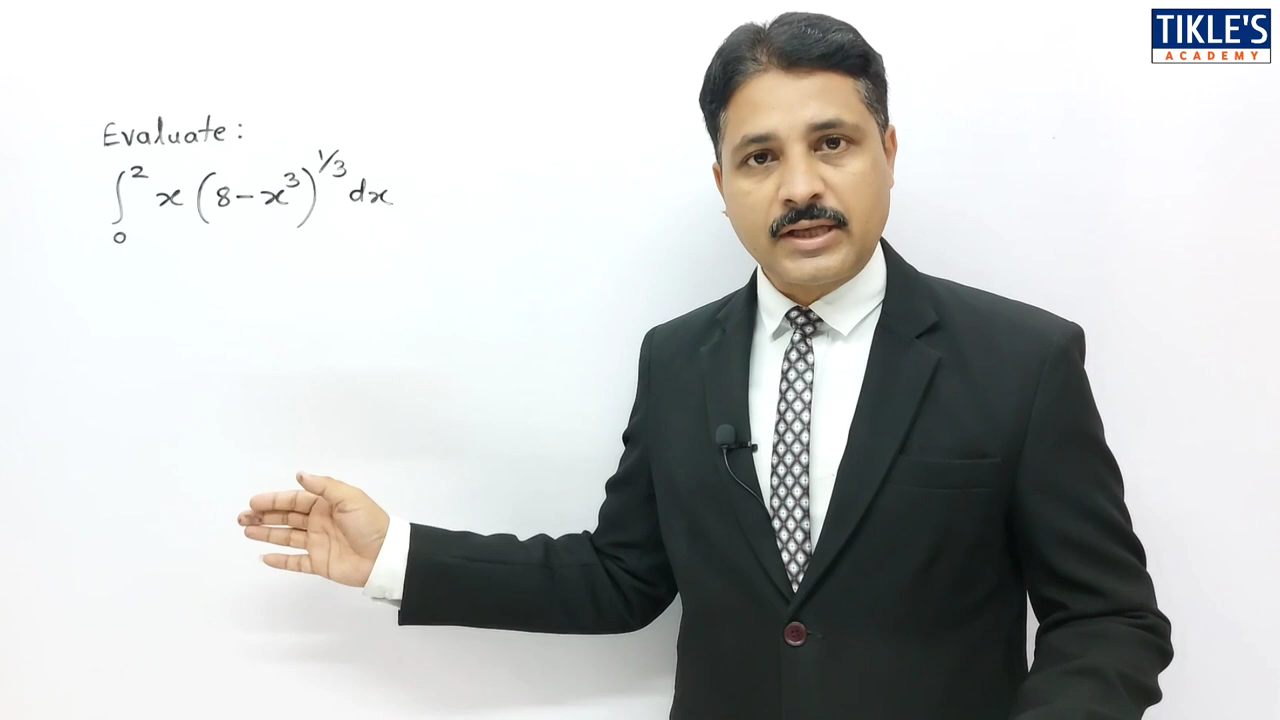 Evaluate:
∫₀² x (8-x³)^1/3 dx
TIKLE'S
ACADEMY